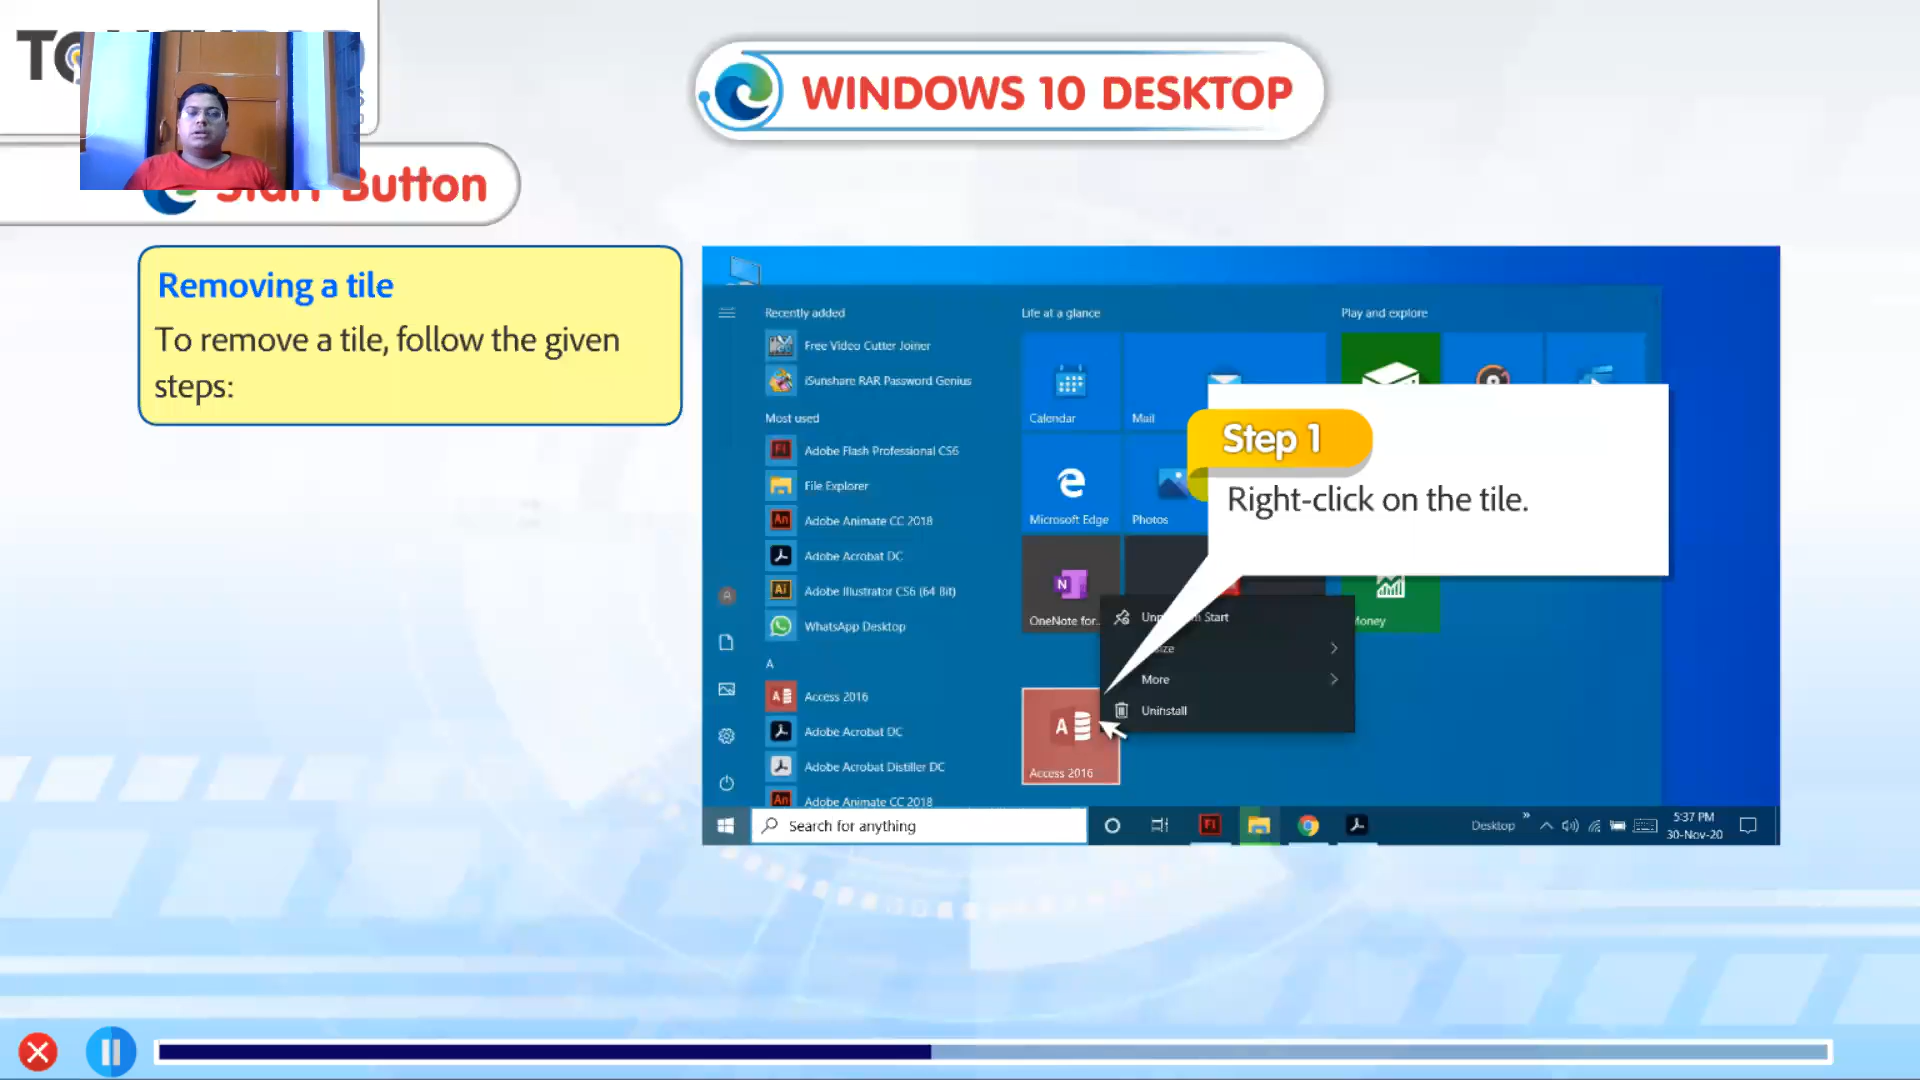 WINDOWS 10 DESKTOP
Button
Removing a tile
To remove a tile, follow the given
steps:
Recently added
Free Video Cutter Joiner
iSunshare RAR Password Genius
Most used
Adobe Flash Professional CS6
File Explorer
Adobe Animate CC 2018
Adobe Acrobat DC
Adobe Illustrator CS6 (64 Bit)
WhatsApp Desktop
A
Access 2016
Adobe Acrobat DC
Adobe Acrobat Distiller DC
Adobe Animate CC 2018
Life at a glance
Play and explore
Calendar
Mail
Microsoft Edge
Photos
OneNote for...
Money
Access 2016
Step 1
Right-click on the tile.
Start
More
Uninstall
Search for anything
Desktop
5:37 PM
30-Nov-20